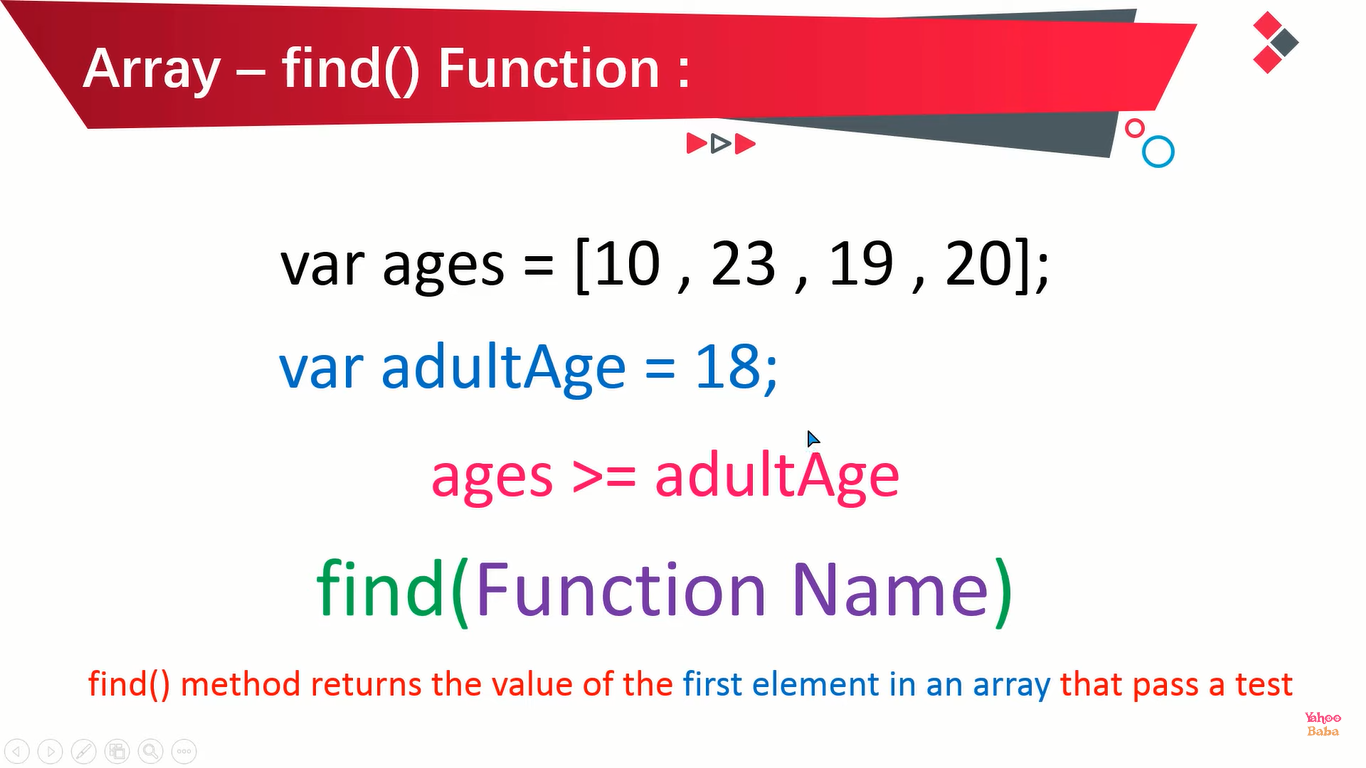 Array – find() Function :
var ages = [10 , 23 , 19 , 20];
var adultAge = 18;
ages >= adultAge
find(Function Name)
find() method returns the value of the first element in an array that pass a test
Yahoo
Baba